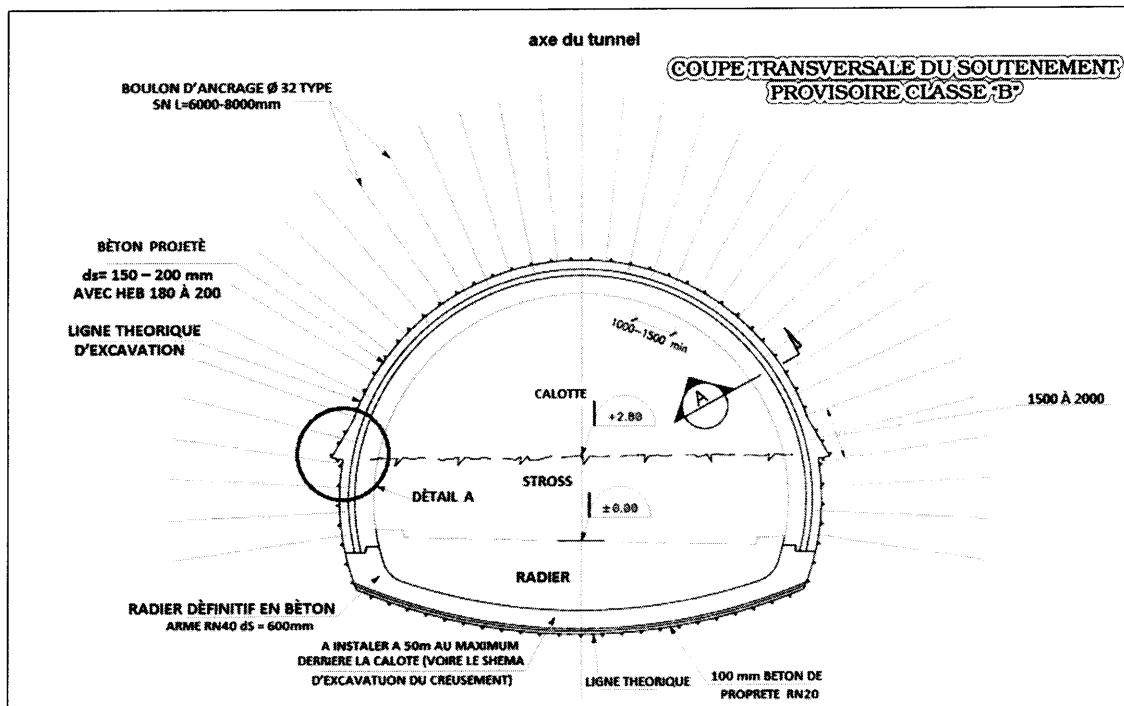 axe du tunnel
COUPE TRANSVERSALE DU SOUTENEMENT
PROVISOIRE CLASSE "B"
BOULON D'ANCRAGE Ø 32 TYPE
SN L=6000-8000mm
BÈTON PROJETÈ
ds= 150 – 200 mm
AVEC HEB 180 À 200
LIGNE THEORIQUE
D'EXCAVATION
1000-1500 min
CALOTTE
+2.80
A
1500 À 2000
STROSS
DÈTAIL A
±0.00
RADIER
RADIER DÈFINITIF EN BÈTON
ARME RN40 dS = 600mm
A INSTALER A 50m AU MAXIMUM
DERRIERE LA CALOTE (VOIRE LE SHEMA
D'EXCAVATUON DU CREUSEMENT)
LIGNE THEORIQUE
100 mm BETON DE
PROPRETE RN20